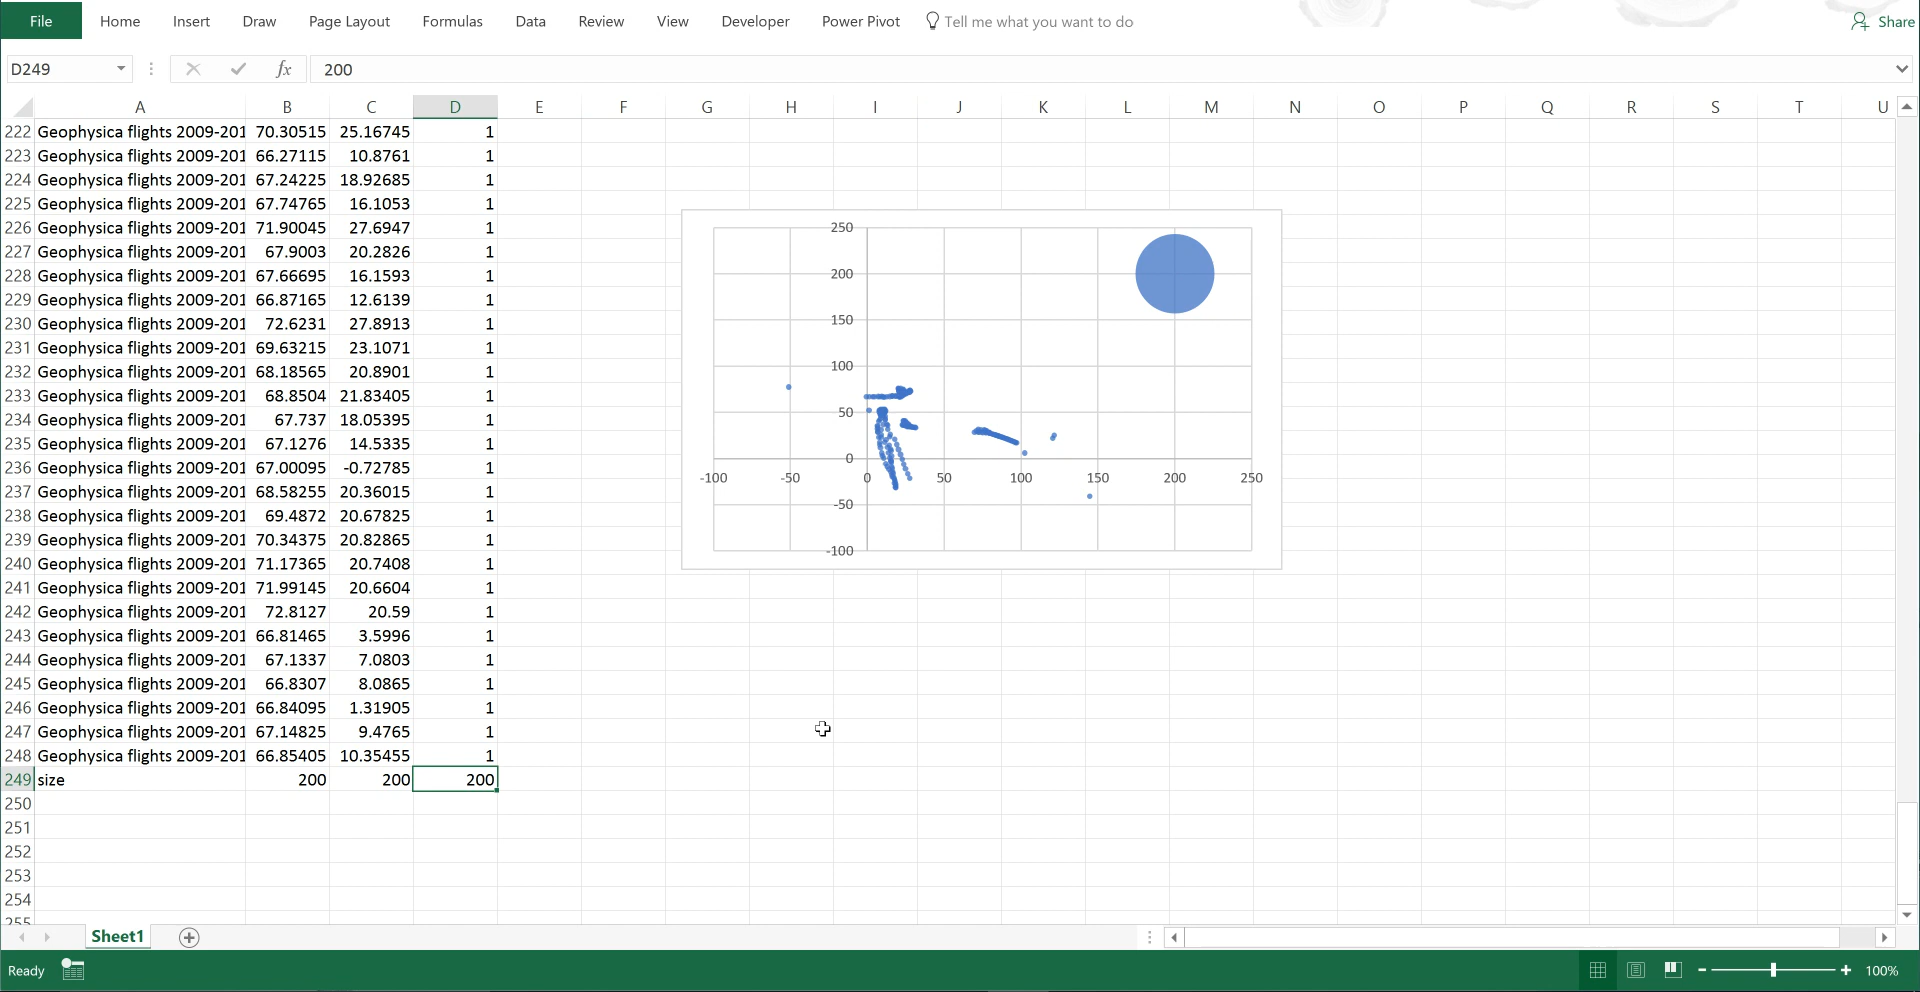 File Home Insert Draw Page Layout Formulas Data Review View Developer Power Pivot Tell me what you want to do Share
D249 fx 200
A B C D E F G H I J K L M N O P Q R S T U
222 Geophysica flights 2009-201 70.30515 25.16745 1
223 Geophysica flights 2009-201 66.27115 10.8761 1
224 Geophysica flights 2009-201 67.24225 18.92685 1
225 Geophysica flights 2009-201 67.74765 16.1053 1
226 Geophysica flights 2009-201 71.90045 27.6947 1
227 Geophysica flights 2009-201 67.9003 20.2826 1
228 Geophysica flights 2009-201 67.66695 16.1593 1
229 Geophysica flights 2009-201 66.87165 12.6139 1
230 Geophysica flights 2009-201 72.6231 27.8913 1
231 Geophysica flights 2009-201 69.63215 23.1071 1
232 Geophysica flights 2009-201 68.18565 20.8901 1
233 Geophysica flights 2009-201 68.8504 21.83405 1
234 Geophysica flights 2009-201 67.737 18.05395 1
235 Geophysica flights 2009-201 67.1276 14.5335 1
236 Geophysica flights 2009-201 67.00095 -0.72785 1
237 Geophysica flights 2009-201 68.58255 20.36015 1
238 Geophysica flights 2009-201 69.4872 20.67825 1
239 Geophysica flights 2009-201 70.34375 20.82865 1
240 Geophysica flights 2009-201 71.17365 20.7408 1
241 Geophysica flights 2009-201 71.99145 20.6604 1
242 Geophysica flights 2009-201 72.8127 20.59 1
243 Geophysica flights 2009-201 66.81465 3.5996 1
244 Geophysica flights 2009-201 67.1337 7.0803 1
245 Geophysica flights 2009-201 66.8307 8.0865 1
246 Geophysica flights 2009-201 66.84095 1.31905 1
247 Geophysica flights 2009-201 67.14825 9.4765 1
248 Geophysica flights 2009-201 66.85405 10.35455 1
249 size 200 200 200
250
251
252
253
254
255
250
200
150
100
50
0
-100 -50 0 50 100 150 200 250
-50
-100
Sheet1
Ready 100%